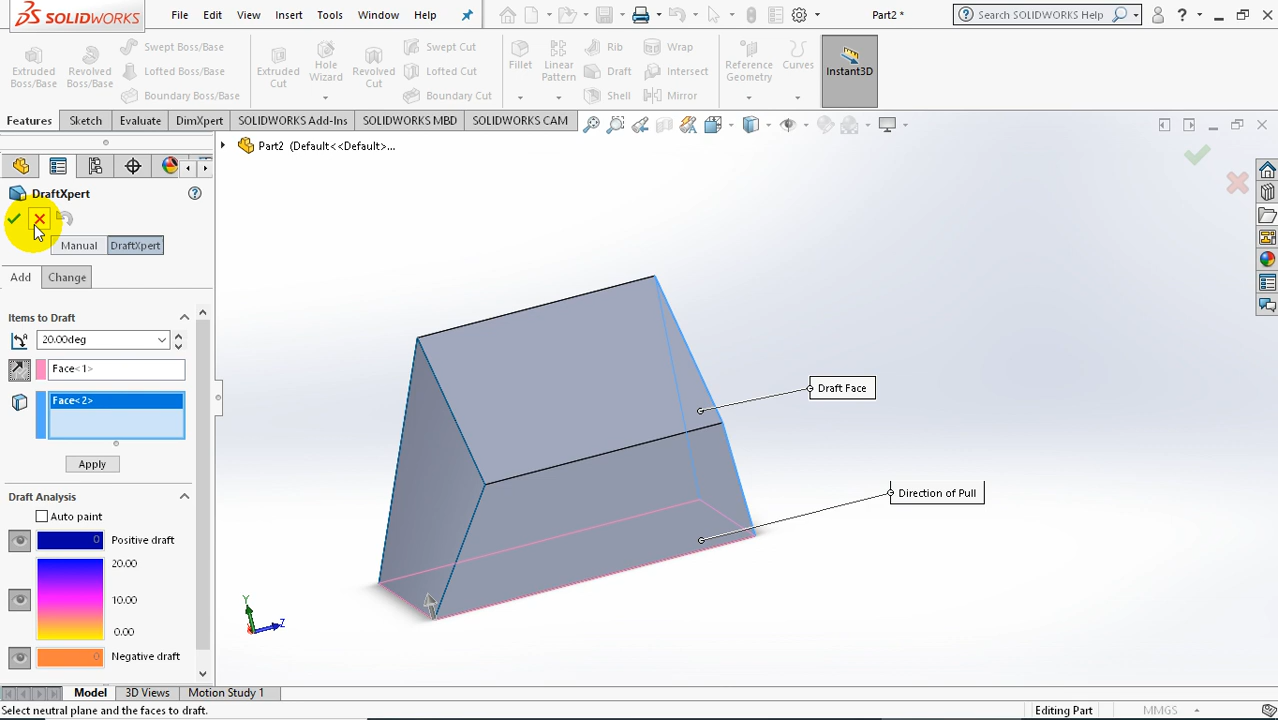 SOLIDWORKS File Edit View Insert Tools Window Help Part2 * Search SOLIDWORKS Help ?
Extruded Boss/Base Revolved Boss/Base Swept Boss/Base Lofted Boss/Base Boundary Boss/Base Extruded Cut Hole Wizard Revolved Cut Swept Cut Lofted Cut Boundary Cut Fillet Linear Pattern Rib Draft Shell Wrap Intersect Mirror Reference Geometry Curves Instant3D
Features Sketch Evaluate DimXpert SOLIDWORKS Add-Ins SOLIDWORKS MBD SOLIDWORKS CAM
Part2 (Default<<Default>...
DraftXpert ?
Manual DraftXpert
Add Change
Items to Draft
20.00deg
Face<1>
Face<2>
Apply
Draft Analysis
Auto paint
0 Positive draft
20.00
10.00
0.00
0 Negative draft
Draft Face
Direction of Pull
Y
Z
Model 3D Views Motion Study 1
Select neutral plane and the faces to draft. Editing Part MMGS